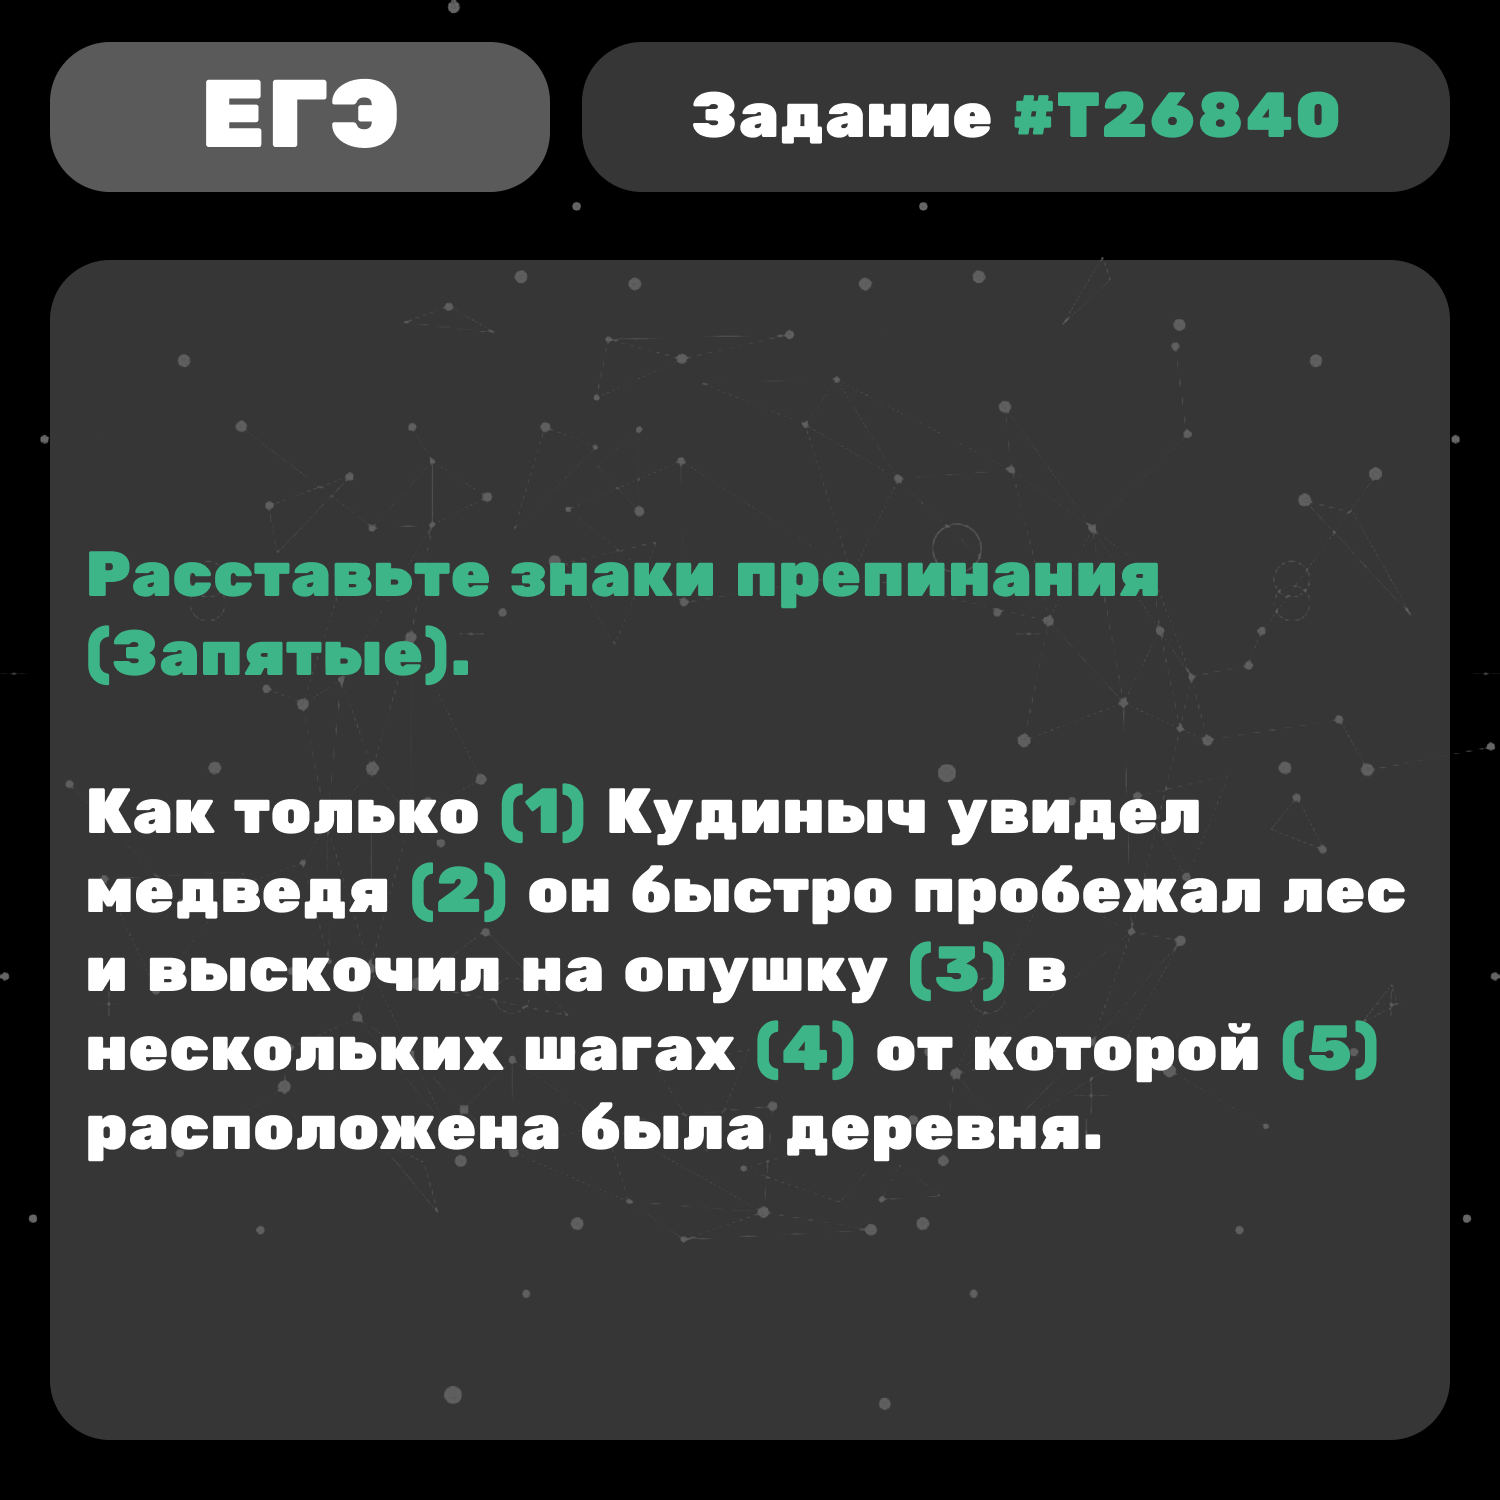 ЕГЭ
Задание #T26840
Расставьте знаки препинания
(Запятые).
Как только (1) Кудиныч увидел
медведя (2) он быстро пробежал лес
и выскочил на опушку (3) в
нескольких шагах (4) от которой (5)
расположена была деревня.